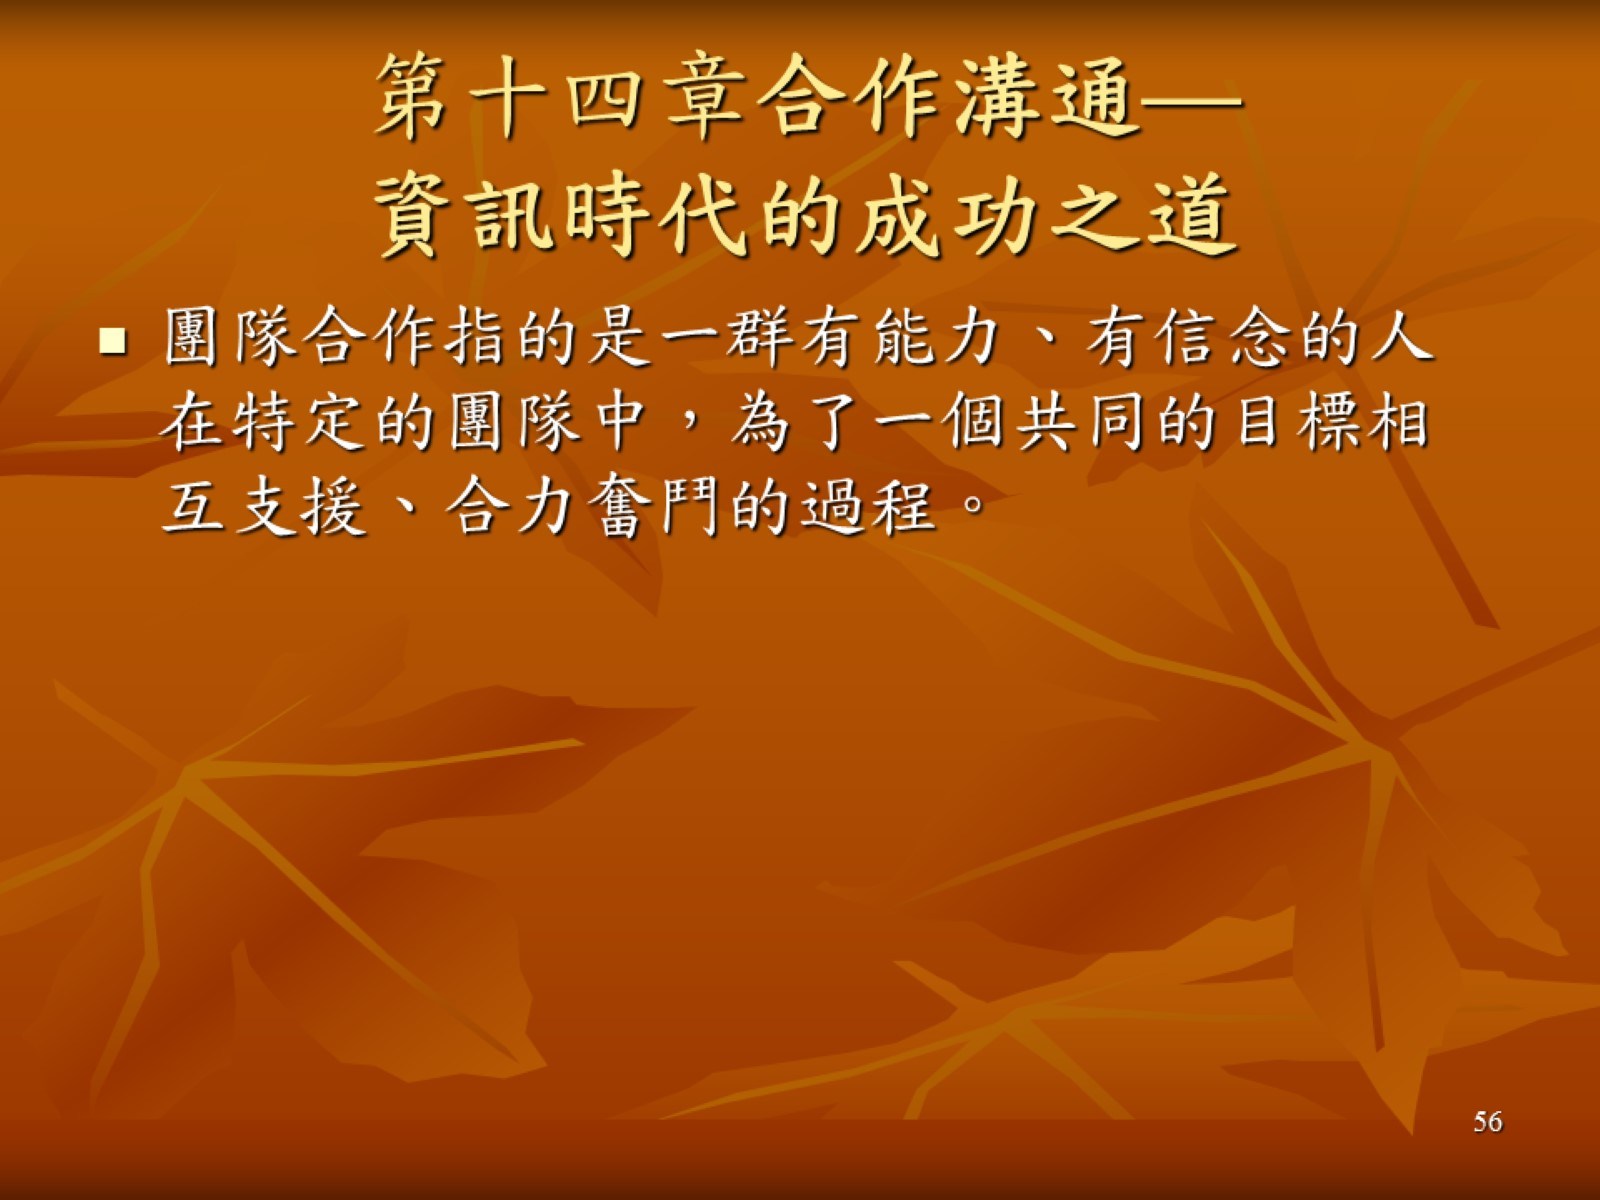 第十四章合作溝通—
資訊時代的成功之道
團隊合作指的是一群有能力、有信念的人
在特定的團隊中，為了一個共同的目標相
互支援、合力奮鬥的過程。
56